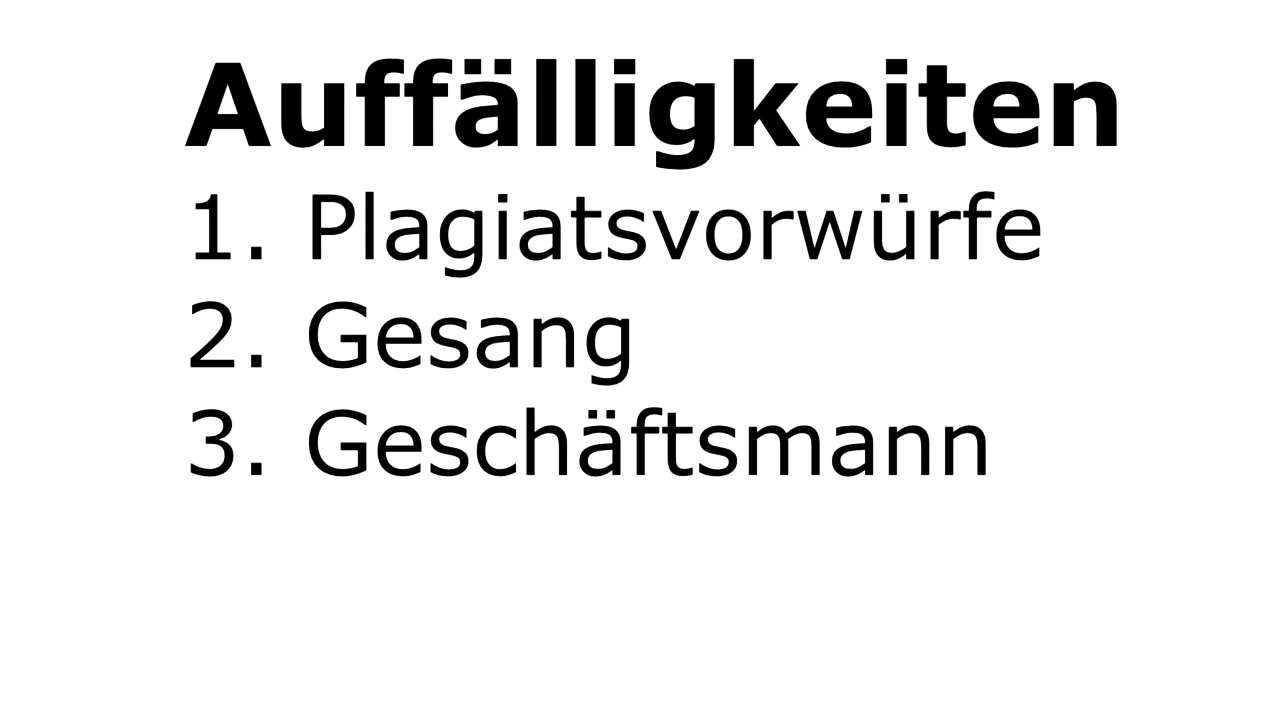 Auffälligkeiten
1. Plagiatsvorwürfe
2. Gesang
3. Geschäftsmann